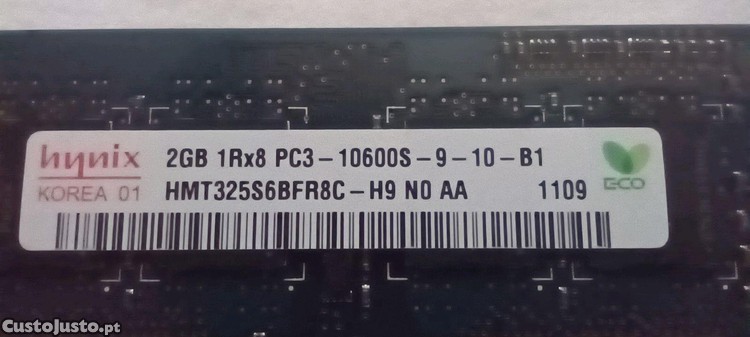 hynix 2GB 1Rx8 PC3-10600S-9-10-B1
KOREA 01 HMT325S6BFR8C-H9 N0 AA 1109
ECO
CustoJusto.pt